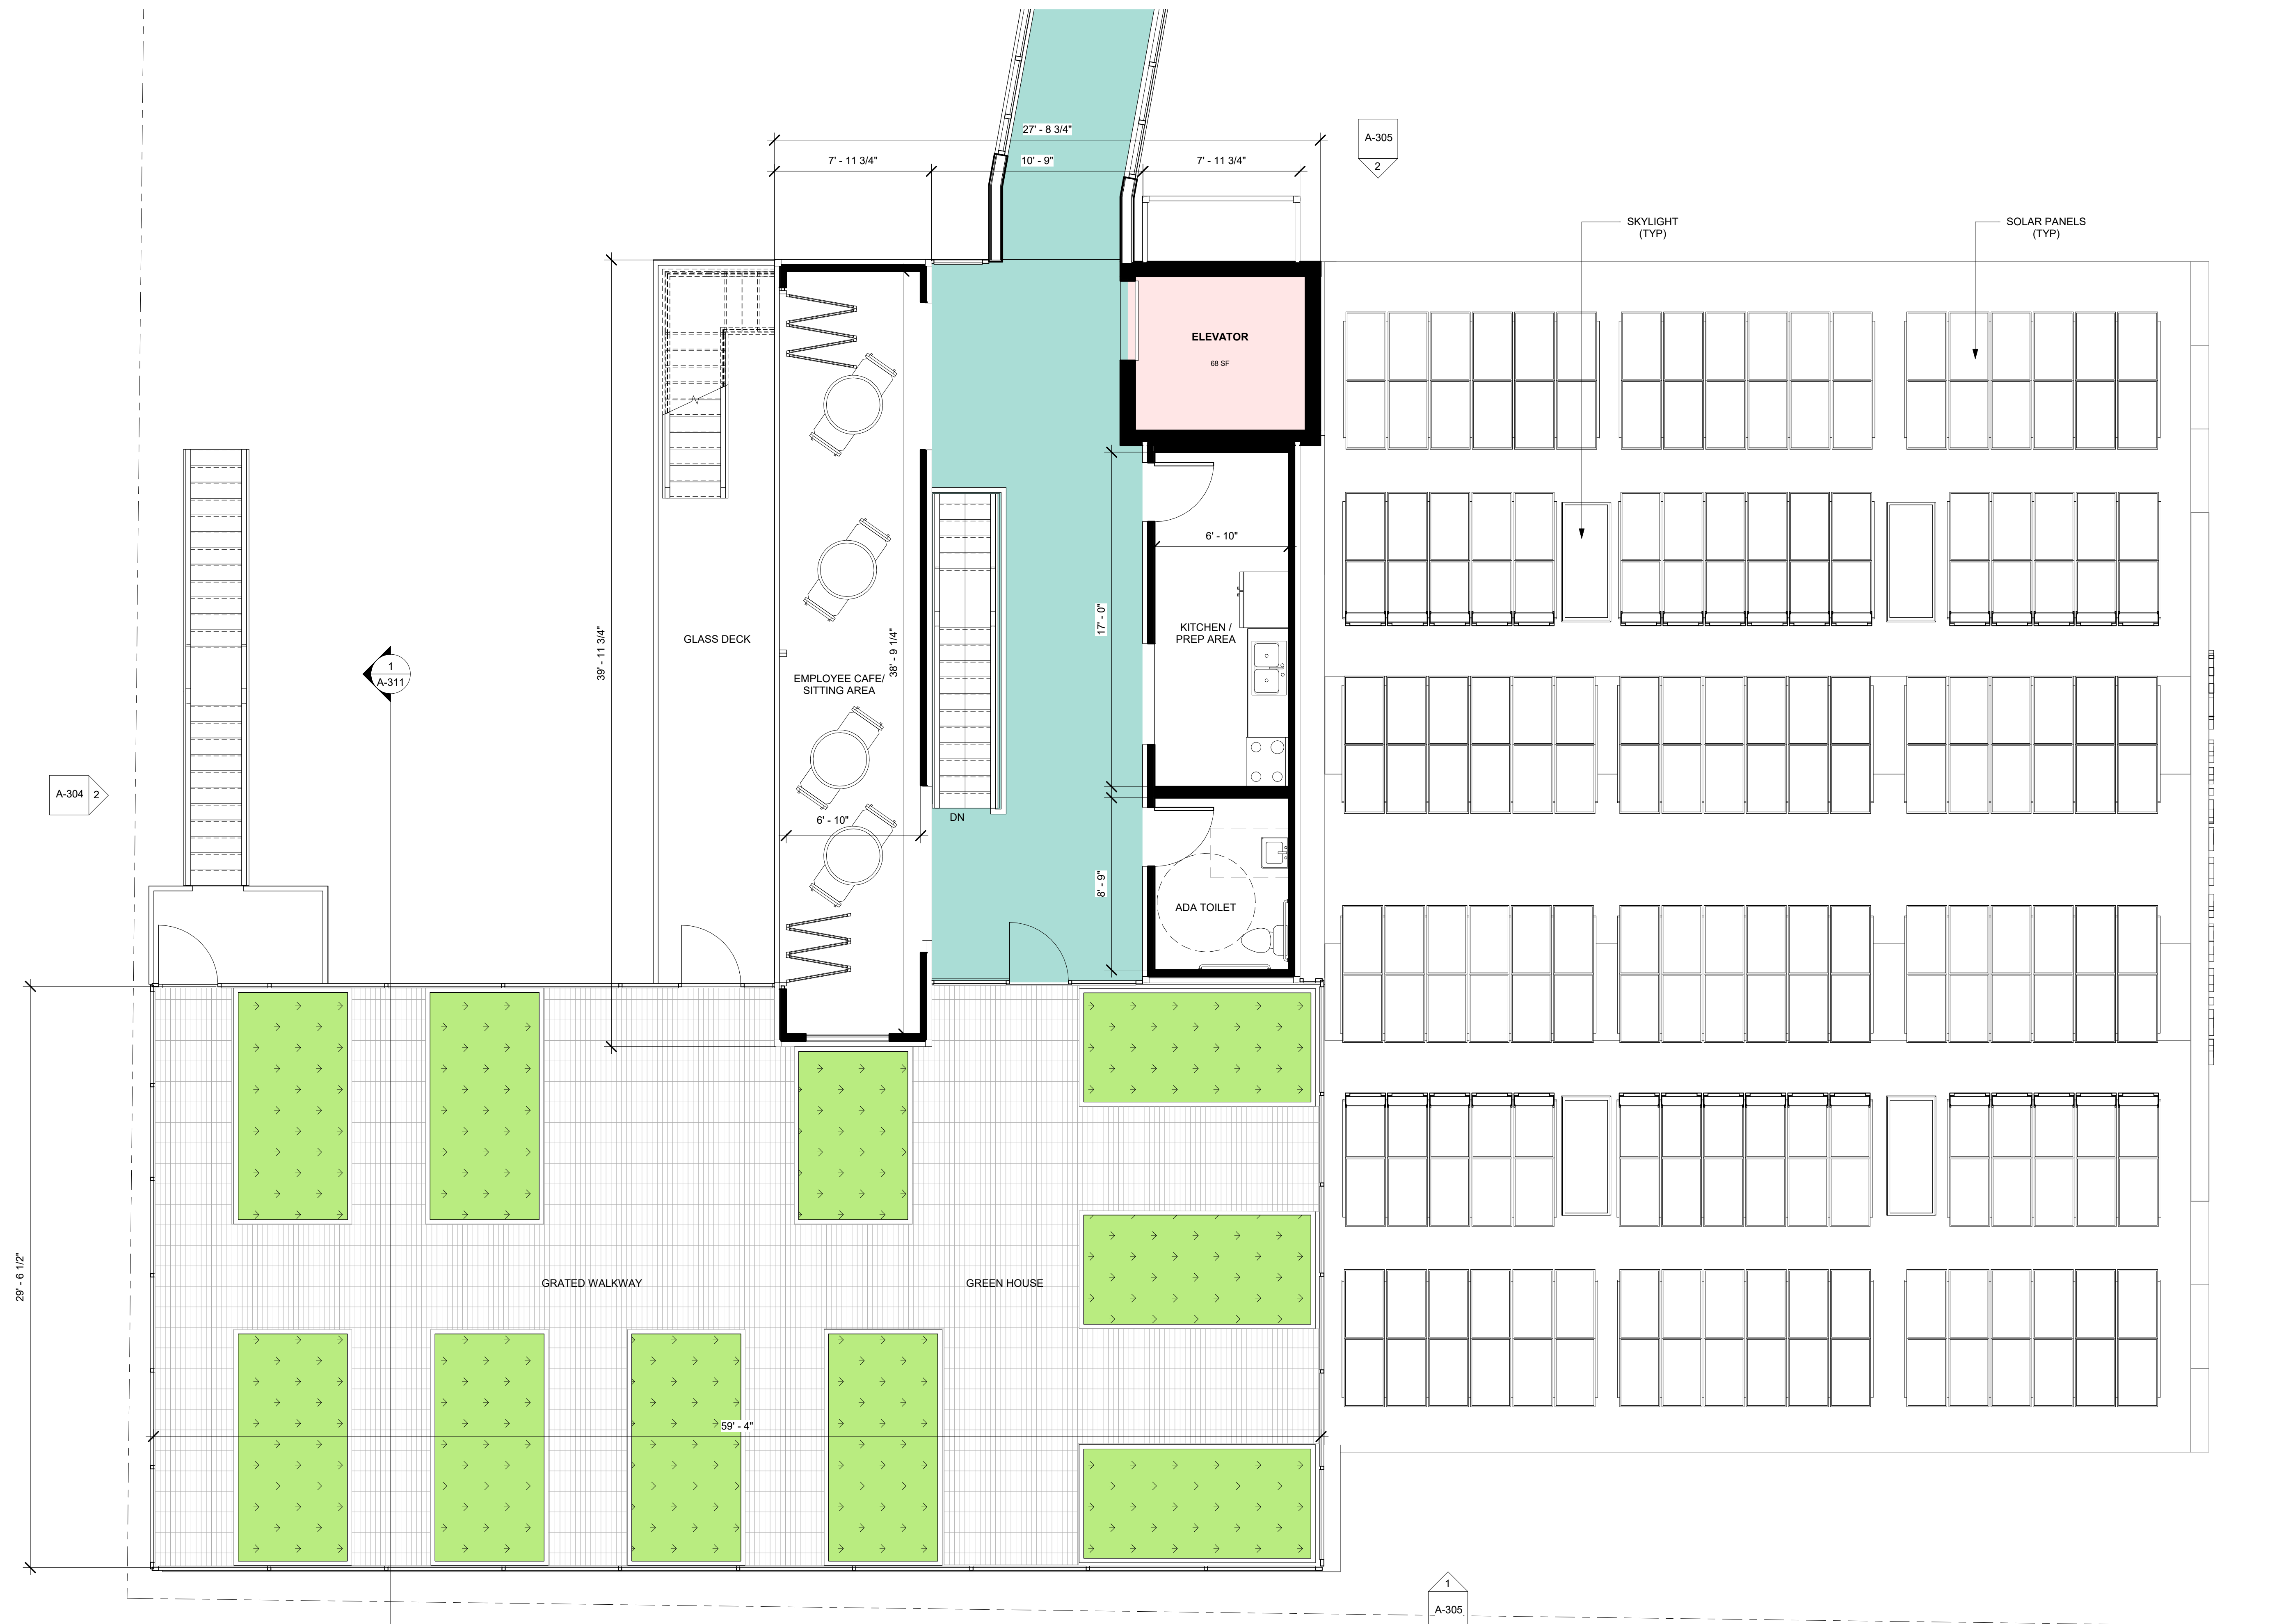 27' - 8 3/4"
7' - 11 3/4"
10' - 9"
7' - 11 3/4"
A-305
2
SKYLIGHT
(TYP)
SOLAR PANELS
(TYP)
ELEVATOR
68 SF
6' - 10"
17' - 0"
KITCHEN /
PREP AREA
GLASS DECK
39' - 11 3/4"
38' - 9 1/4"
EMPLOYEE CAFE/
SITTING AREA
1
A-311
A-304
2
6' - 10"
DN
8' - 9"
ADA TOILET
29' - 6 1/2"
GRATED WALKWAY
GREEN HOUSE
59' - 4"
1
A-305